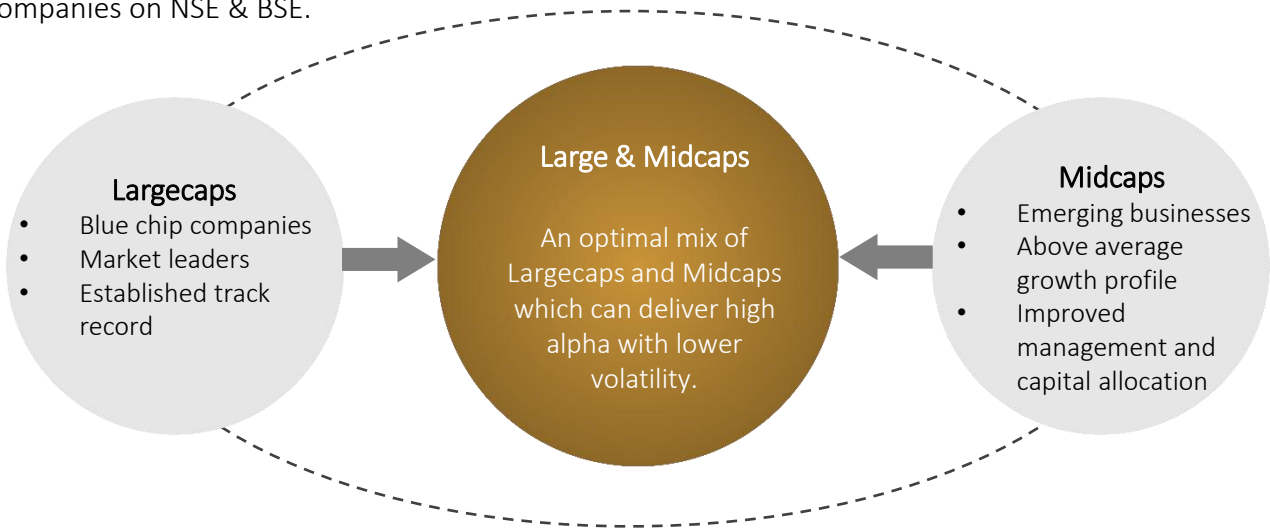 ompanies on NSE & BSE.
Largecaps
• Blue chip companies
• Market leaders
• Established track
record
Large & Midcaps
An optimal mix of
Largecaps and Midcaps
which can deliver high
alpha with lower
volatility.
Midcaps
• Emerging businesses
• Above average
growth profile
• Improved
management and
capital allocation